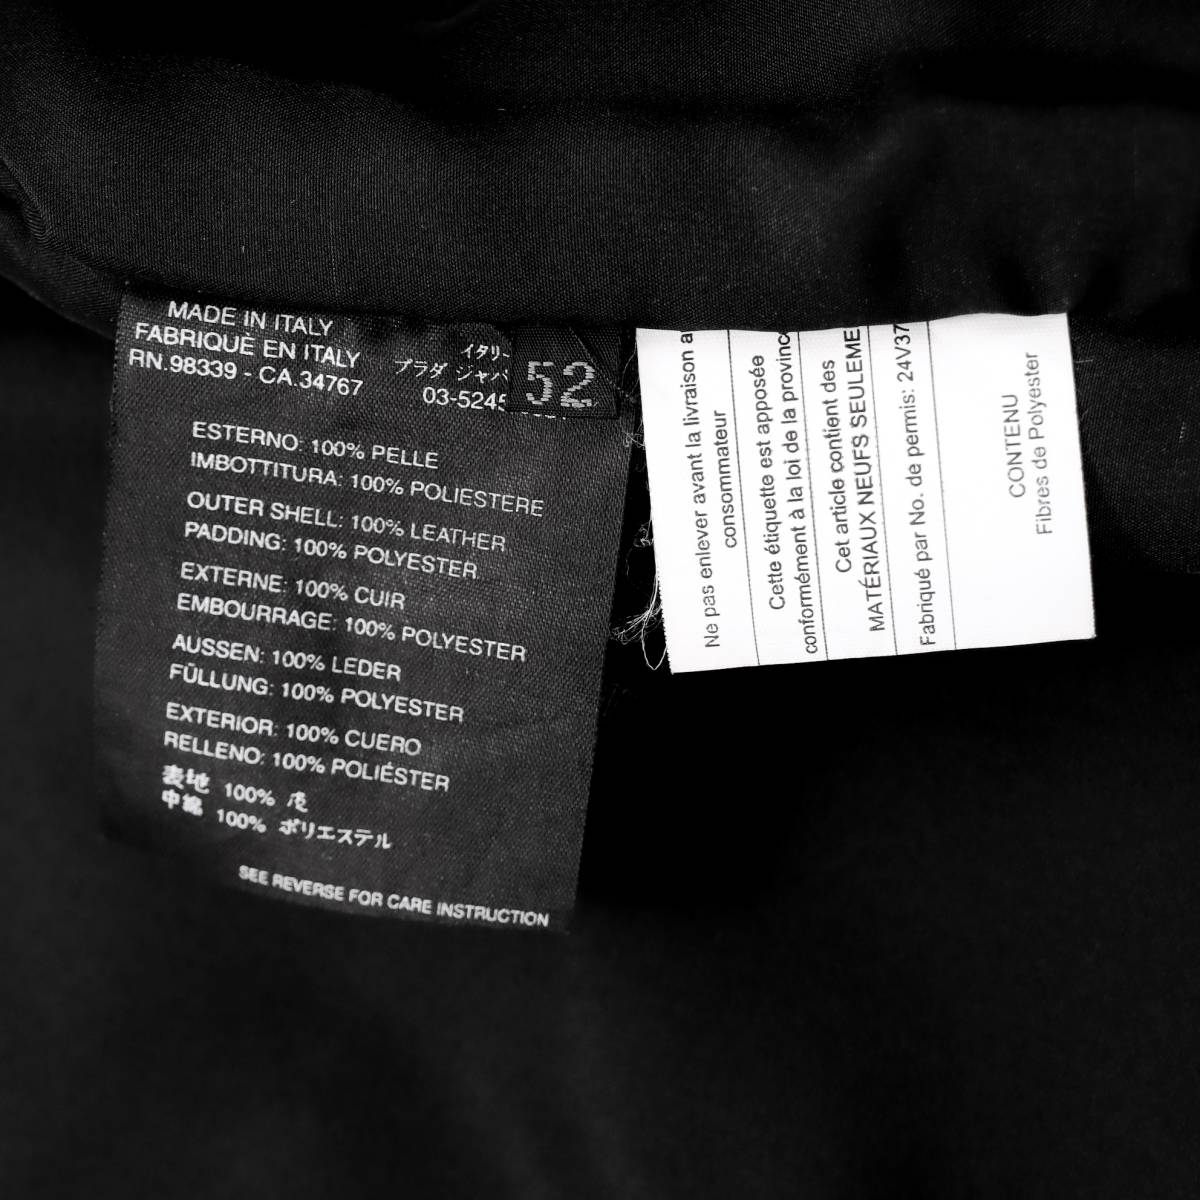 MADE IN ITALY
FABRIQUÉ EN ITALY
RN.98339 - CA.34767
イタリー
プラダ ジャパ
03-5245
52
ESTERNO: 100% PELLE
IMBOTTITURA: 100% POLIESTERE
OUTER SHELL: 100% LEATHER
PADDING: 100% POLYESTER
EXTERNE: 100% CUIR
EMBOURRAGE: 100% POLYESTER
AUSSEN: 100% LEDER
FÜLLUNG: 100% POLYESTER
EXTERIOR: 100% CUERO
RELLENO: 100% POLIÉSTER
表地 100% 皮
中綿 100% ポリエステル
SEE REVERSE FOR CARE INSTRUCTION
Ne pas enlever avant la livraison a
consommateur
Cette étiquette est apposée
conformément à la loi de la provinc
Cet article contient des
MATÉRIAUX NEUFS SEULEME
Fabriqué par No. de permis: 24V37
CONTENU
Fibres de Polyester